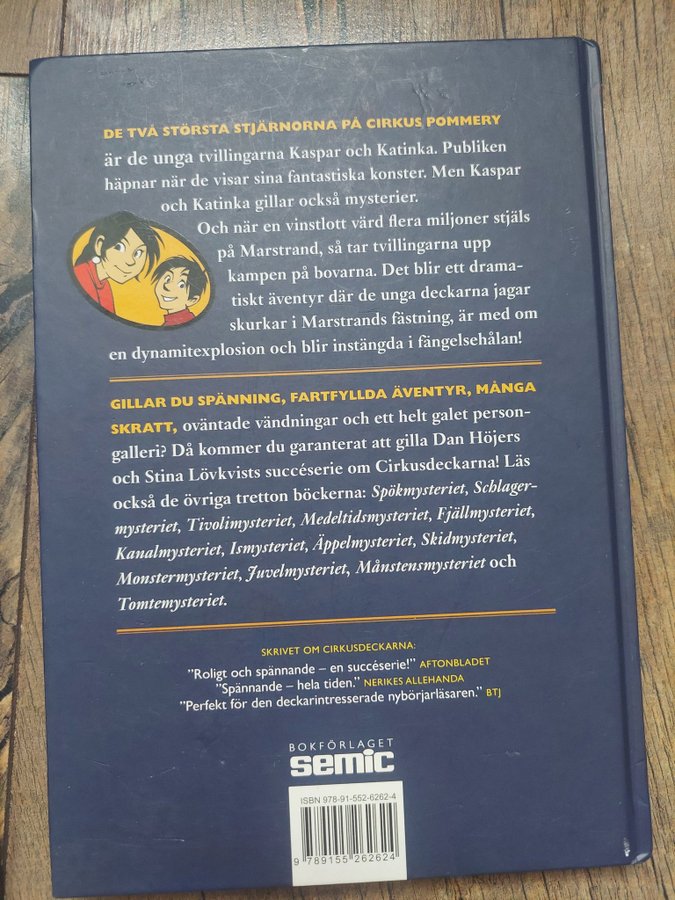 DE TVÅ STÖRSTA STJÄRNORNA PÅ CIRKUS POMMERY
är de unga tvillingarna Kaspar och Katinka. Publiken
häpnar när de visar sina fantastiska konster. Men Kaspar
och Katinka gillar också mysterier.
Och när en vinstlott värd flera miljoner stjäls
på Marstrand, så tar tvillingarna upp
kampen på bovarna. Det blir ett drama-
tiskt äventyr där de unga deckarna jagar
skurkar i Marstrands fästning, är med om
en dynamitexplosion och blir instängda i fängelsehålan!
GILLAR DU SPÄNNING, FARTFYLLDA ÄVENTYR, MÅNGA
SKRATT, oväntade vändningar och ett helt galet person-
galleri? Då kommer du garanterat att gilla Dan Höjers
och Stina Lövkvists succéserie om Cirkusdeckarna! Läs
också de övriga tretton böckerna: Spökmysteriet, Schlager-
mysteriet, Tivolimysteriet, Medeltidsmysteriet, Fjällmysteriet,
Kanalmysteriet, Ismysteriet, Äppelmysteriet, Skidmysteriet,
Monstermysteriet, Juvelmysteriet, Månstensmysteriet och
Tomtemysteriet.
SKRIVET OM CIRKUSDECKARNA:
”Roligt och spännande – en succéserie!” AFTONBLADET
”Spännande – hela tiden.” NERIKES ALLEHANDA
”Perfekt för den deckarintresserade nybörjarläsaren.” BTJ
BOKFÖRLAGET
semic
ISBN 978-91-552-6262-4
9 789155 262624